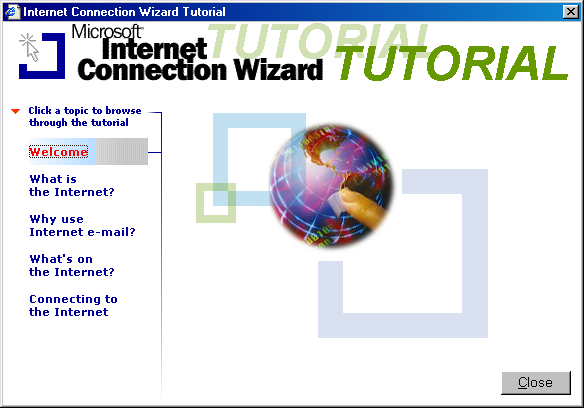 Internet Connection Wizard Tutorial
Microsoft®
Internet
Connection Wizard
TUTORIAL
TUTORIAL
Click a topic to browse
through the tutorial
Welcome
What is
the Internet?
Why use
Internet e-mail?
What's on
the Internet?
Connecting to
the Internet
Close